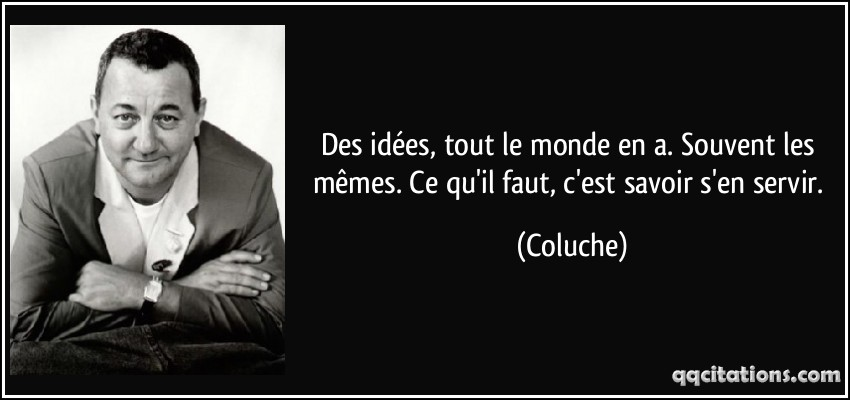 Des idées, tout le monde en a. Souvent les
mêmes. Ce qu'il faut, c'est savoir s'en servir.
(Coluche)
qqcitations.com